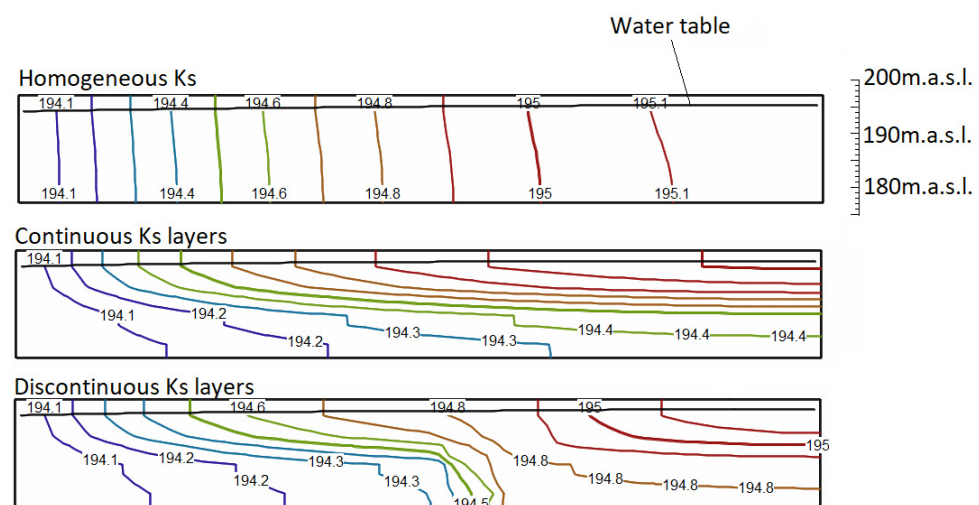 Water table
Homogeneous Ks
200m.a.s.l.
194.1 194.4 194.6 194.8 195 195.1
190m.a.s.l.
194.1 194.4 194.6 194.8 195 195.1
180m.a.s.l.
Continuous Ks layers
194.1
194.1 194.2 194.3 194.4 194.4 194.4
194.2 194.3
Discontinuous Ks layers
194.1 194.6 194.8 195
195
194.1 194.2 194.3 194.8
194.2 194.3 194.8 194.8 194.8
194.5